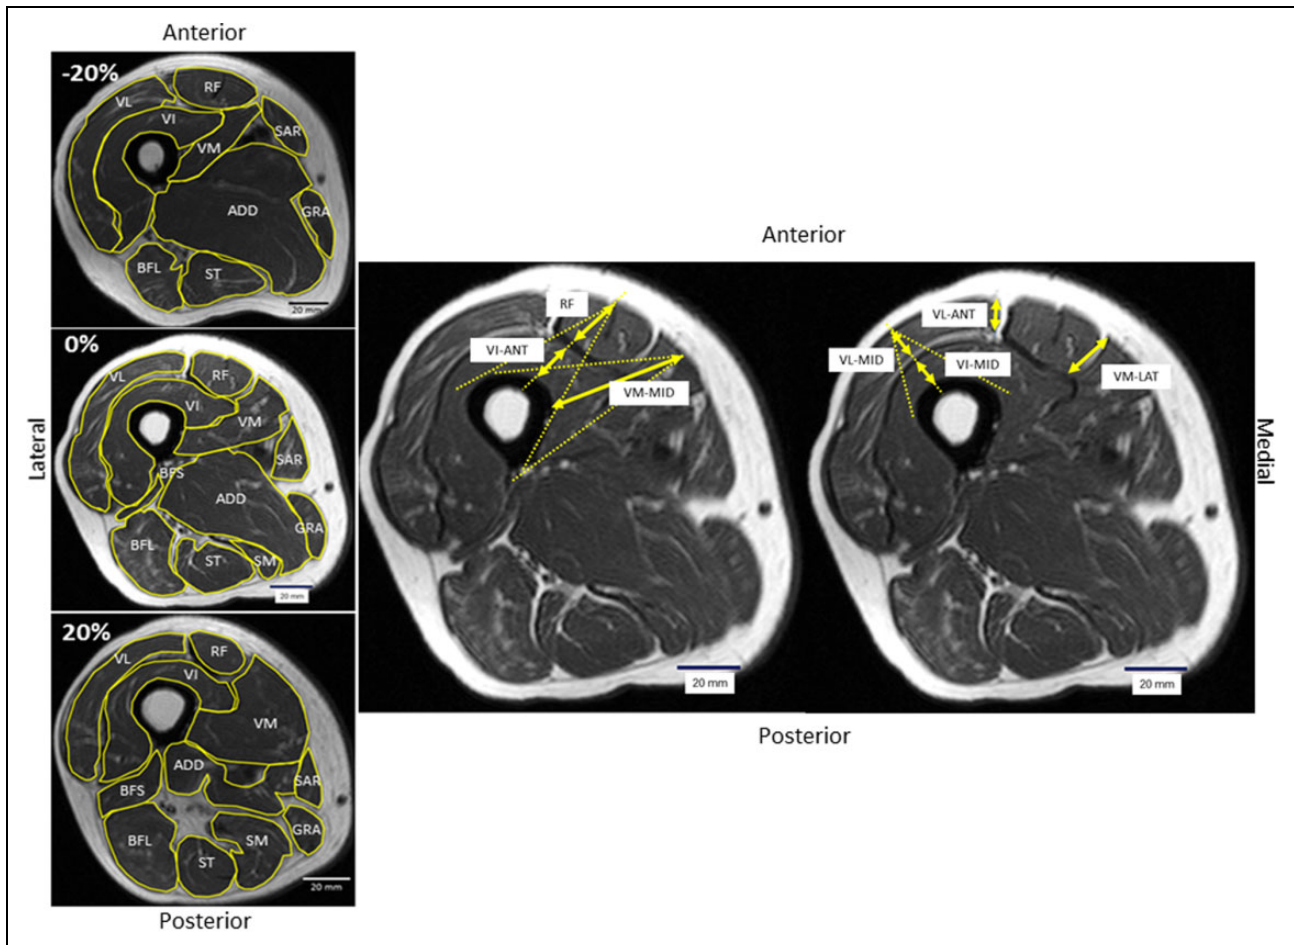 Anterior
-20%
RF
VL
VI
SAR
VM
ADD
GRA
BFL
ST
20 mm
0%
VL
RF
VI
VM
SAR
BFS
ADD
GRA
BFL
ST
SM
20 mm
20%
VL
RF
VI
VM
ADD
SAR
BFS
GRA
BFL
SM
ST
20 mm
Posterior
Lateral
Anterior
RF
VI-ANT
VM-MID
20 mm
VL-ANT
VL-MID
VI-MID
VM-LAT
20 mm
Medial
Posterior